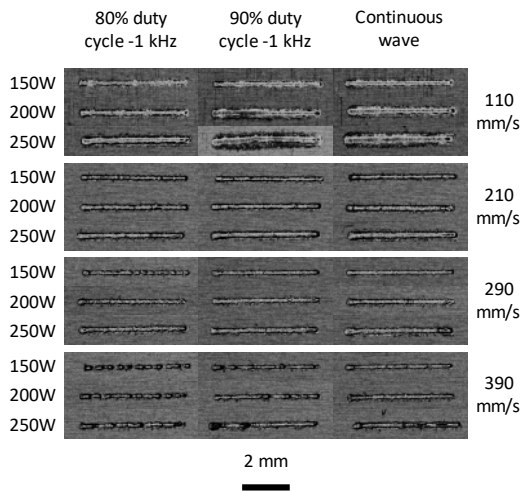 80% duty cycle -1 kHz
90% duty cycle -1 kHz
Continuous wave
150W
200W
250W
110 mm/s
150W
200W
250W
210 mm/s
150W
200W
250W
290 mm/s
150W
200W
250W
390 mm/s
2 mm